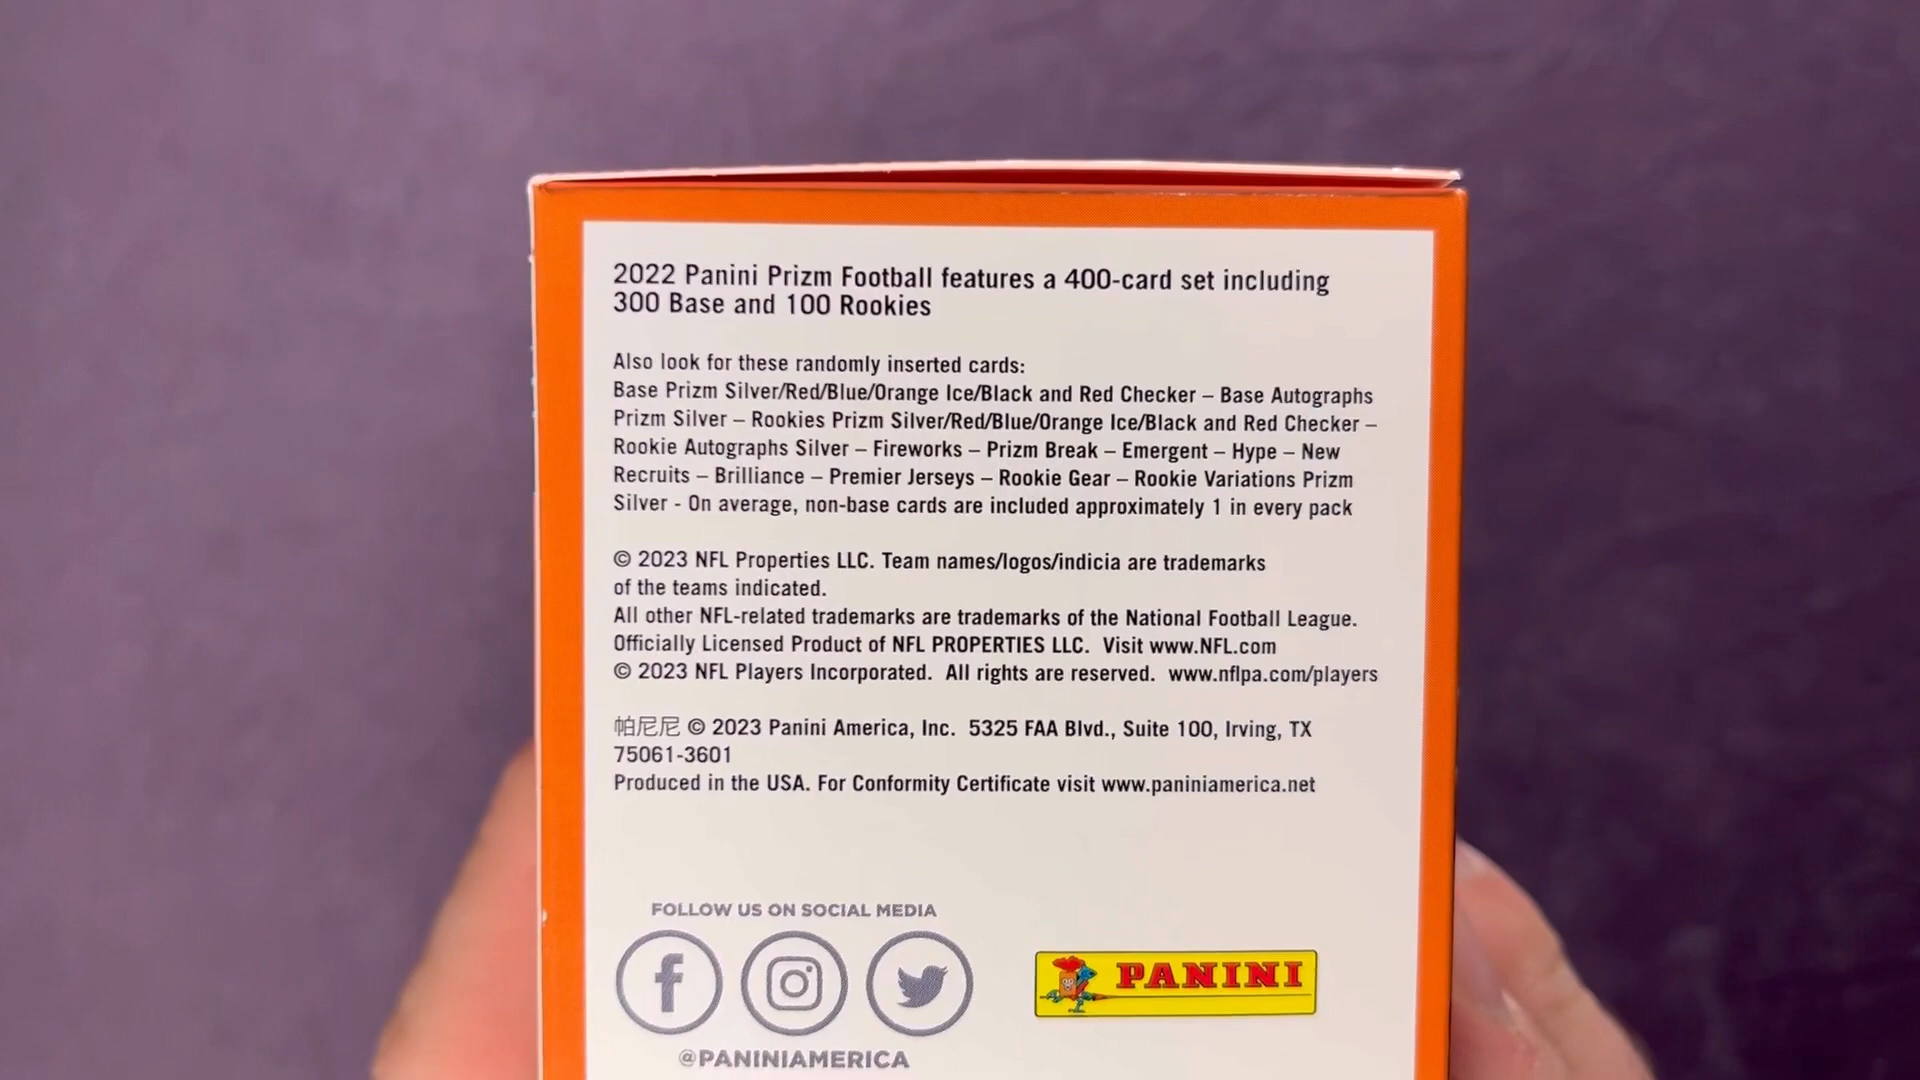 2022 Panini Prizm Football features a 400-card set including
300 Base and 100 Rookies
Also look for these randomly inserted cards:
Base Prizm Silver/Red/Blue/Orange Ice/Black and Red Checker – Base Autographs
Prizm Silver – Rookies Prizm Silver/Red/Blue/Orange Ice/Black and Red Checker –
Rookie Autographs Silver – Fireworks – Prizm Break – Emergent – Hype – New
Recruits – Brilliance – Premier Jerseys – Rookie Gear – Rookie Variations Prizm
Silver - On average, non-base cards are included approximately 1 in every pack
© 2023 NFL Properties LLC. Team names/logos/indicia are trademarks
of the teams indicated.
All other NFL-related trademarks are trademarks of the National Football League.
Officially Licensed Product of NFL PROPERTIES LLC. Visit www.NFL.com
© 2023 NFL Players Incorporated. All rights are reserved. www.nflpa.com/players
帕尼尼 © 2023 Panini America, Inc. 5325 FAA Blvd., Suite 100, Irving, TX
75061-3601
Produced in the USA. For Conformity Certificate visit www.paniniamerica.net
FOLLOW US ON SOCIAL MEDIA
PANINI
@PANINIAMERICA